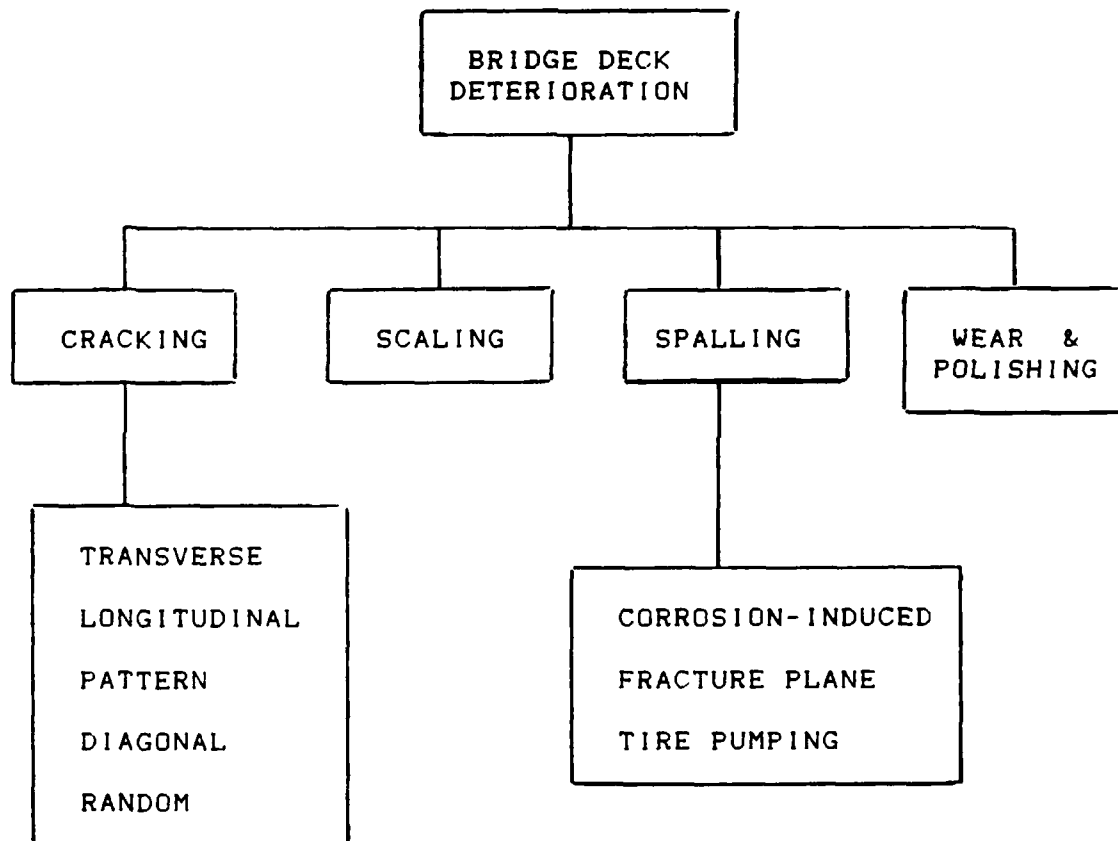 BRIDGE DECK
DETERIORATION
CRACKING
SCALING
SPALLING
WEAR &
POLISHING
TRANSVERSE
LONGITUDINAL
PATTERN
DIAGONAL
RANDOM
CORROSION-INDUCED
FRACTURE PLANE
TIRE PUMPING